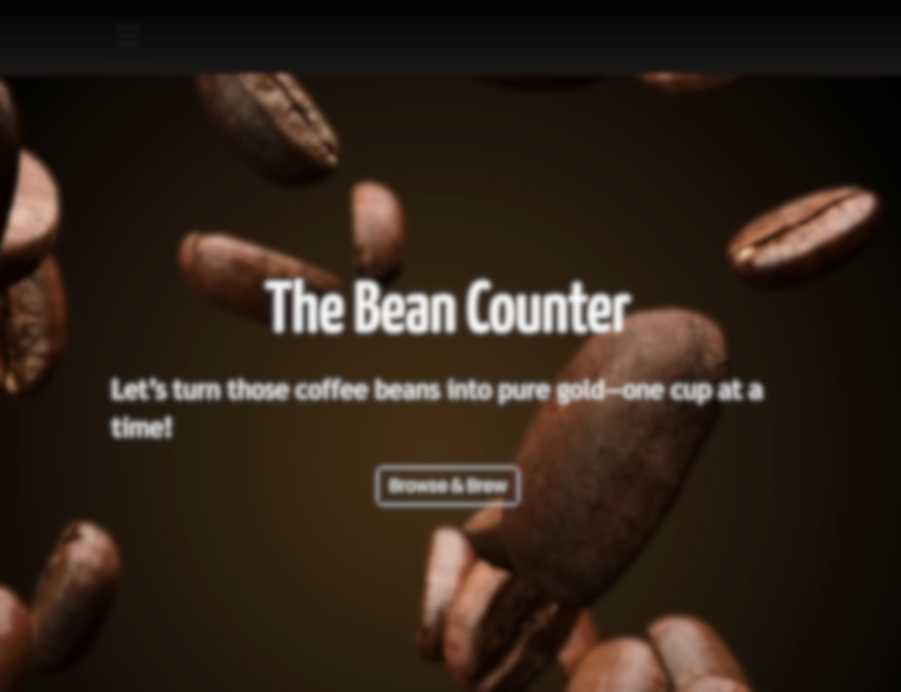 The Bean Counter
Let's turn those coffee beans into pure gold—one cup at a
time!
Browse & Brew